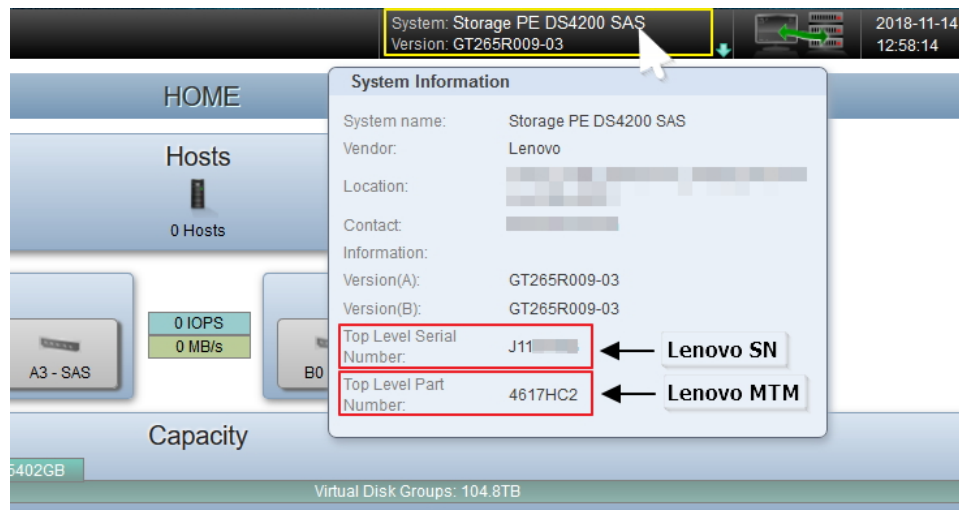 System: Storage PE DS4200 SAS
Version: GT265R009-03
2018-11-14
12:58:14
HOME
System Information
System name: Storage PE DS4200 SAS
Vendor: Lenovo
Location:
Contact:
Information:
Version(A): GT265R009-03
Version(B): GT265R009-03
Top Level Serial
Number: J11
Lenovo SN
Top Level Part
Number: 4617HC2
Lenovo MTM
Hosts
0 Hosts
0 IOPS
0 MB/s
A3 - SAS
B0
Capacity
5402GB
Virtual Disk Groups: 104.8TB